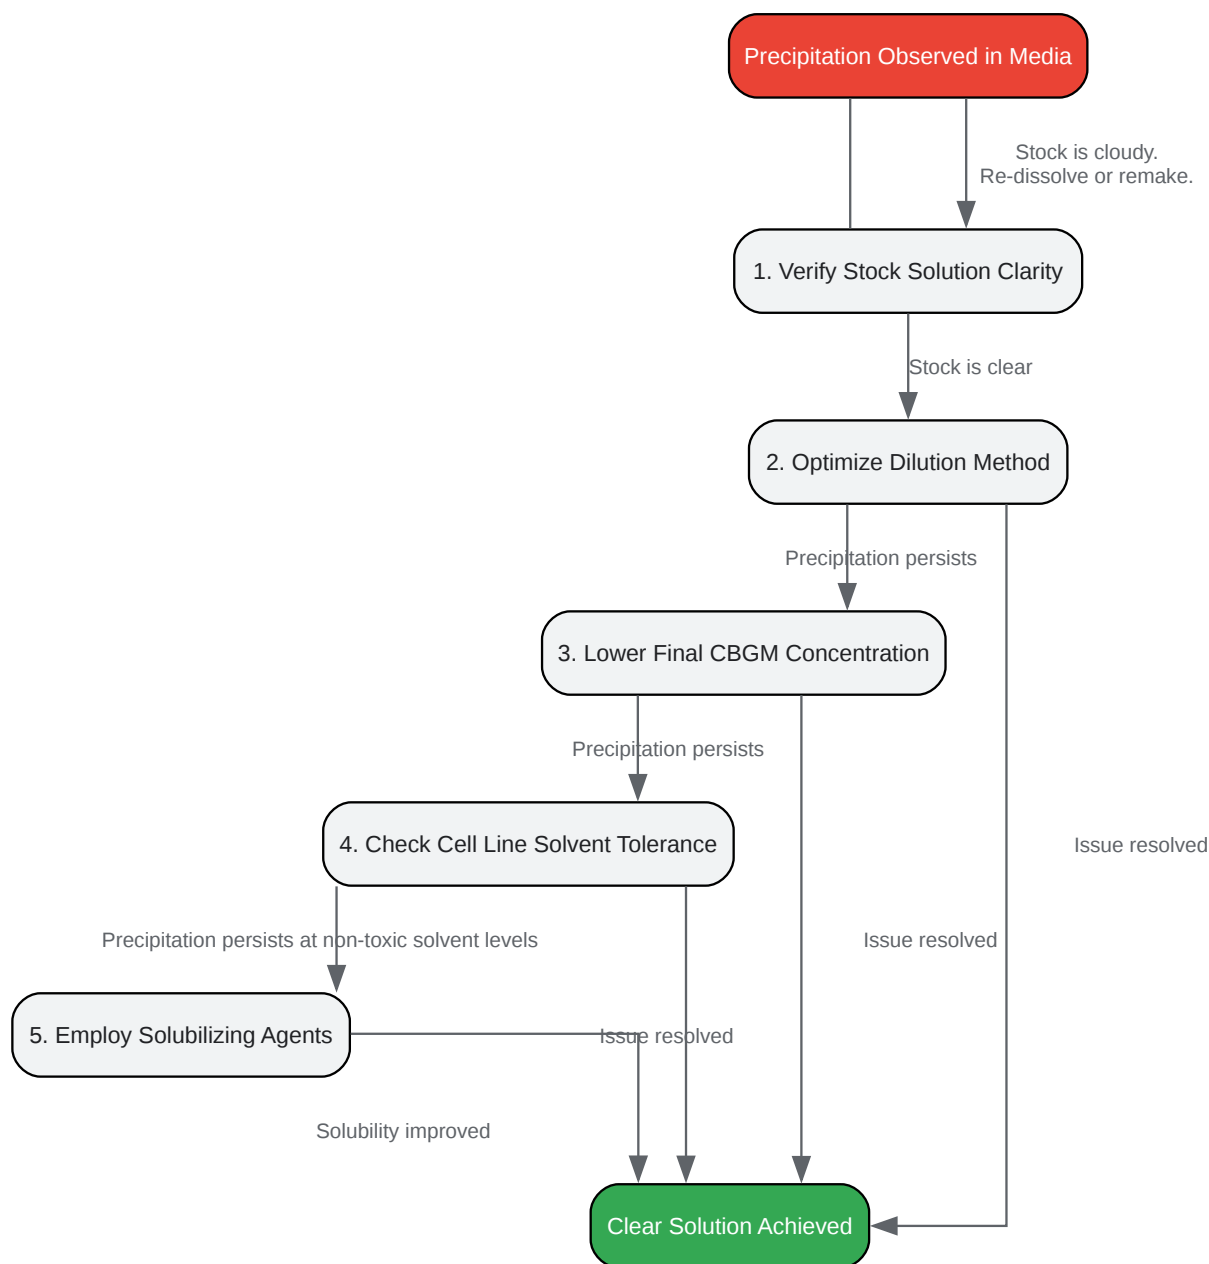 Precipitation Observed in Media
Stock is cloudy.
Re-dissolve or remake.
1. Verify Stock Solution Clarity
Stock is clear
2. Optimize Dilution Method
Precipitation persists
3. Lower Final CBGM Concentration
Precipitation persists
4. Check Cell Line Solvent Tolerance
Issue resolved
Precipitation persists at non-toxic solvent levels
Issue resolved
5. Employ Solubilizing Agents
Issue resolved
Solubility improved
Clear Solution Achieved